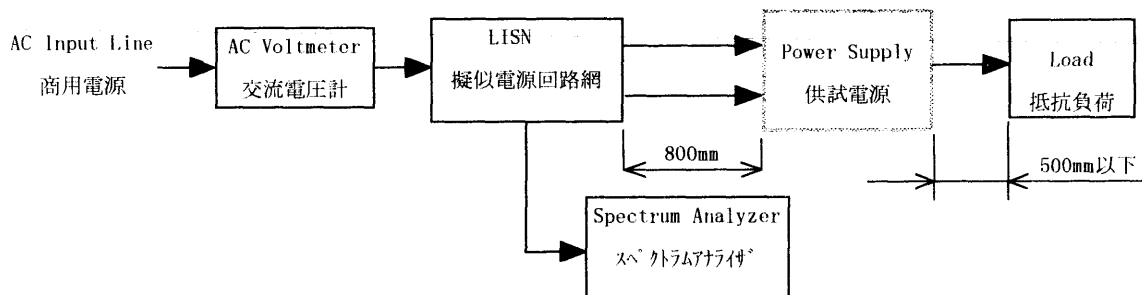 AC Input Line
商用電源
AC Voltmeter
交流電圧計
LISN
擬似電源回路網
Power Supply
供試電源
Load
抵抗負荷
800mm
500mm以下
Spectrum Analyzer
スペクトラムアナライザ